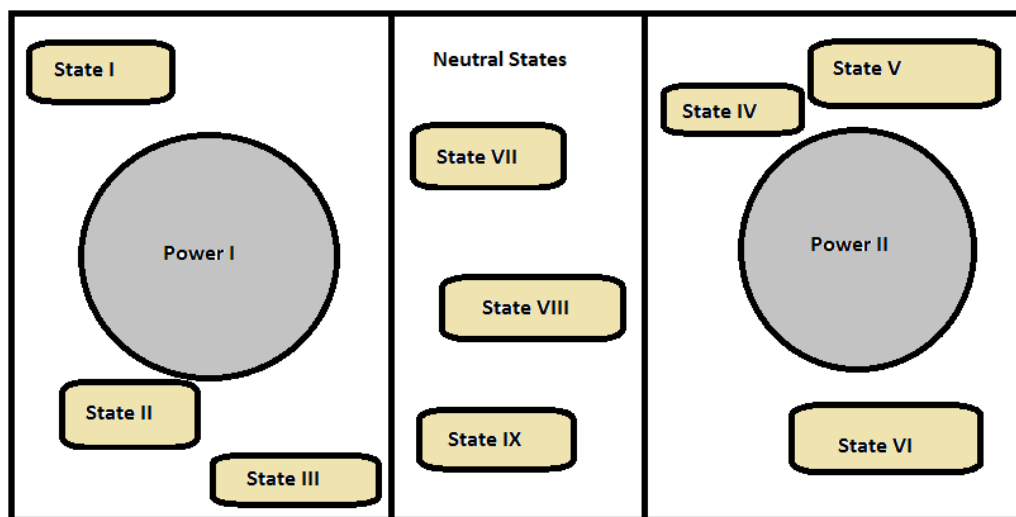 State I
Power I
State II
State III
Neutral States
State VII
State VIII
State IX
State V
State IV
Power II
State VI